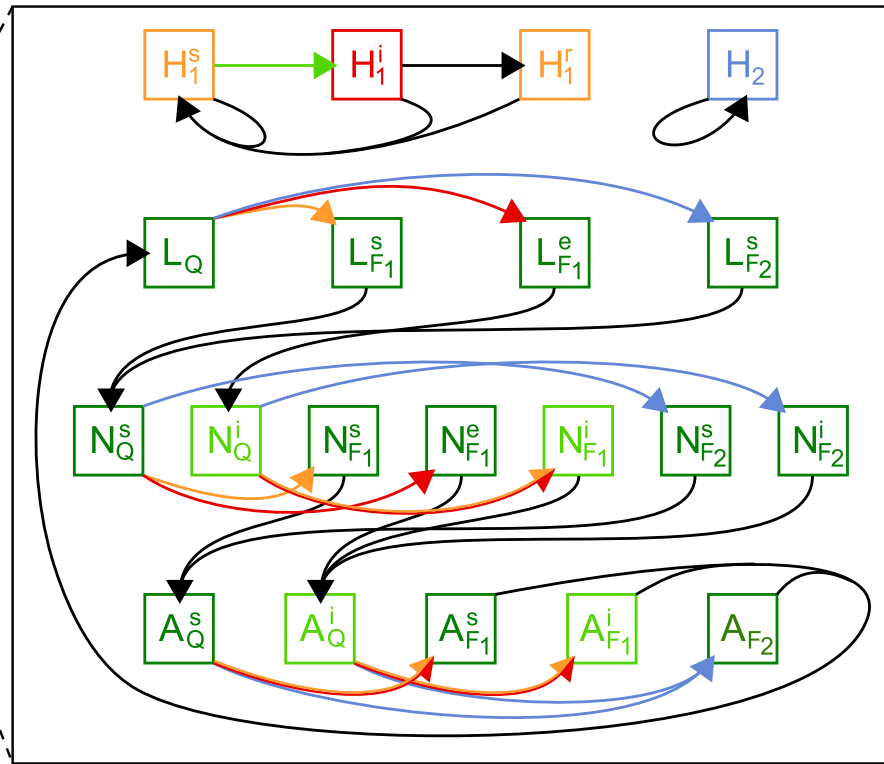 H₁ˢ H₁ⁱ H₁ʳ H₂
L_Q L_F₁ˢ L_F₁ᵉ L_F₂ˢ
N_Qˢ N_Qⁱ N_F₁ˢ N_F₁ᵉ N_F₁ⁱ N_F₂ˢ N_F₂ⁱ
A_Qˢ A_Qⁱ A_F₁ˢ A_F₁ⁱ A_F₂